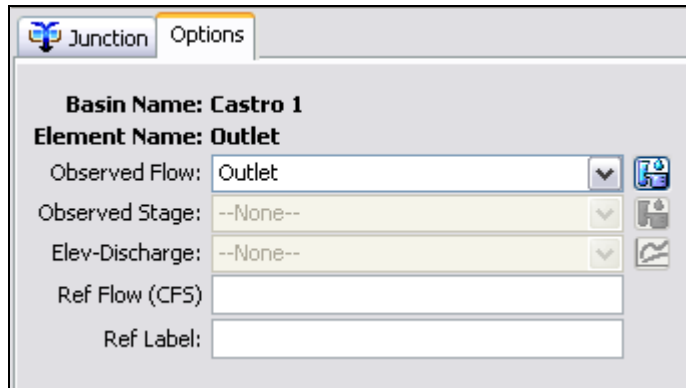 Junction Options
Basin Name: Castro 1
Element Name: Outlet
Observed Flow: Outlet
Observed Stage: --None--
Elev-Discharge: --None--
Ref Flow (CFS)
Ref Label: